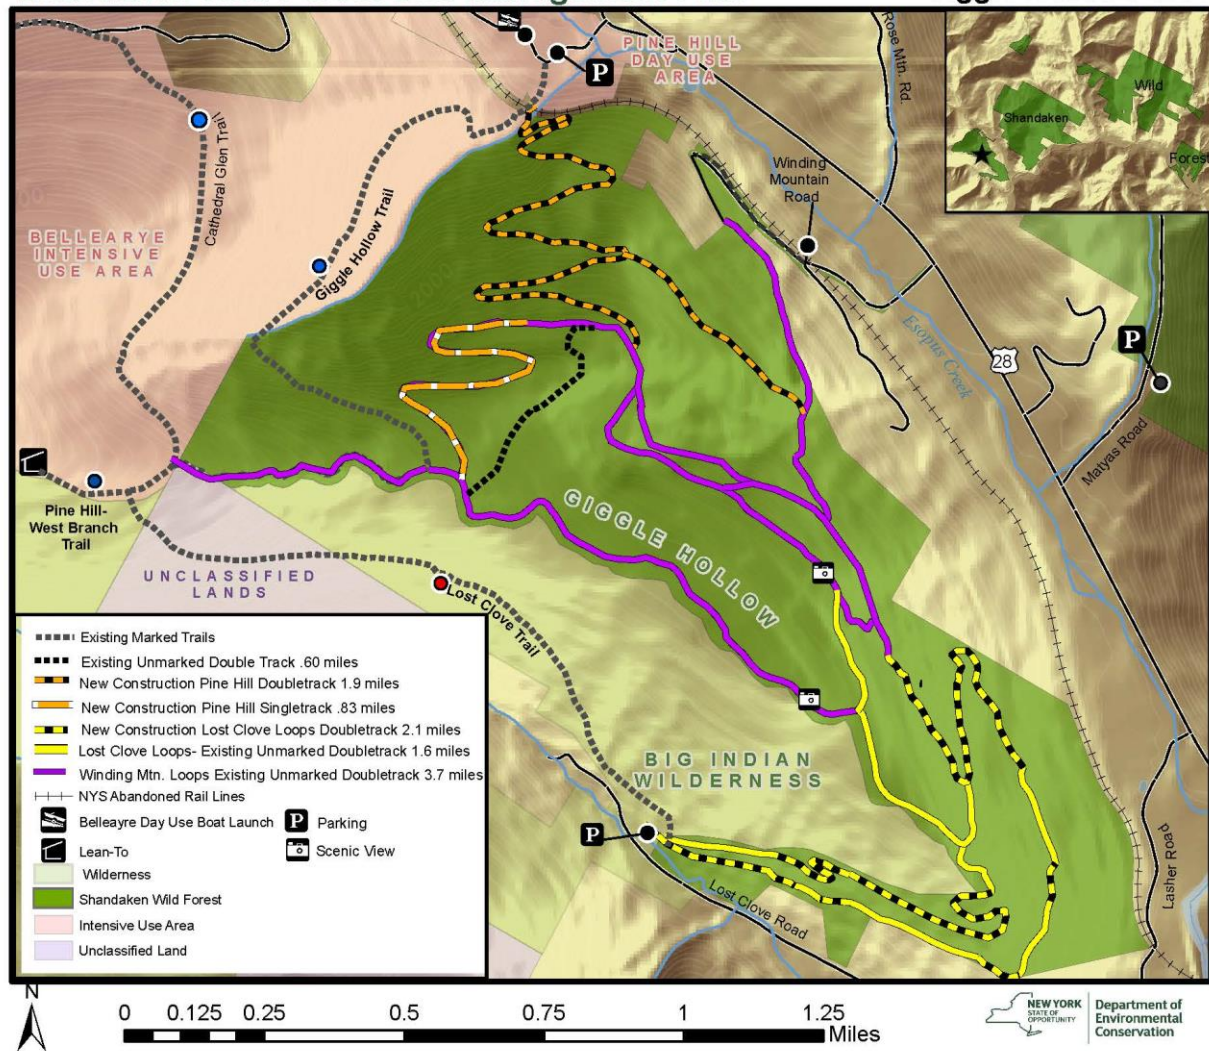 PINE HILL
DAY USE
AREA
P
Rose Mtn. Rd.
Wild
Shandaken
Forest
Winding
Mountain
Road
Cathedral Glen Trail
Giggle Hollow Trail
BELLEARYE
INTENSIVE
USE AREA
Esopus Creek
28
P
Matyas Road
Pine Hill-
West Branch
Trail
GIGGLE HOLLOW
UNCLASSIFIED
LANDS
Lost Clove Trail
BIG INDIAN
WILDERNESS
P
Lost Clove Road
Lasher Road
Existing Marked Trails
Existing Unmarked Double Track .60 miles
New Construction Pine Hill Doubletrack 1.9 miles
New Construction Pine Hill Singletrack .83 miles
New Construction Lost Clove Loops Doubletrack 2.1 miles
Lost Clove Loops- Existing Unmarked Doubletrack 1.6 miles
Winding Mtn. Loops Existing Unmarked Doubletrack 3.7 miles
NYS Abandoned Rail Lines
Belleayre Day Use Boat Launch
P Parking
Lean-To
Scenic View
Wilderness
Shandaken Wild Forest
Intensive Use Area
Unclassified Land
N
0 0.125 0.25 0.5 0.75 1 1.25
Miles
NEW YORK
STATE OF
OPPORTUNITY
Department of
Environmental
Conservation